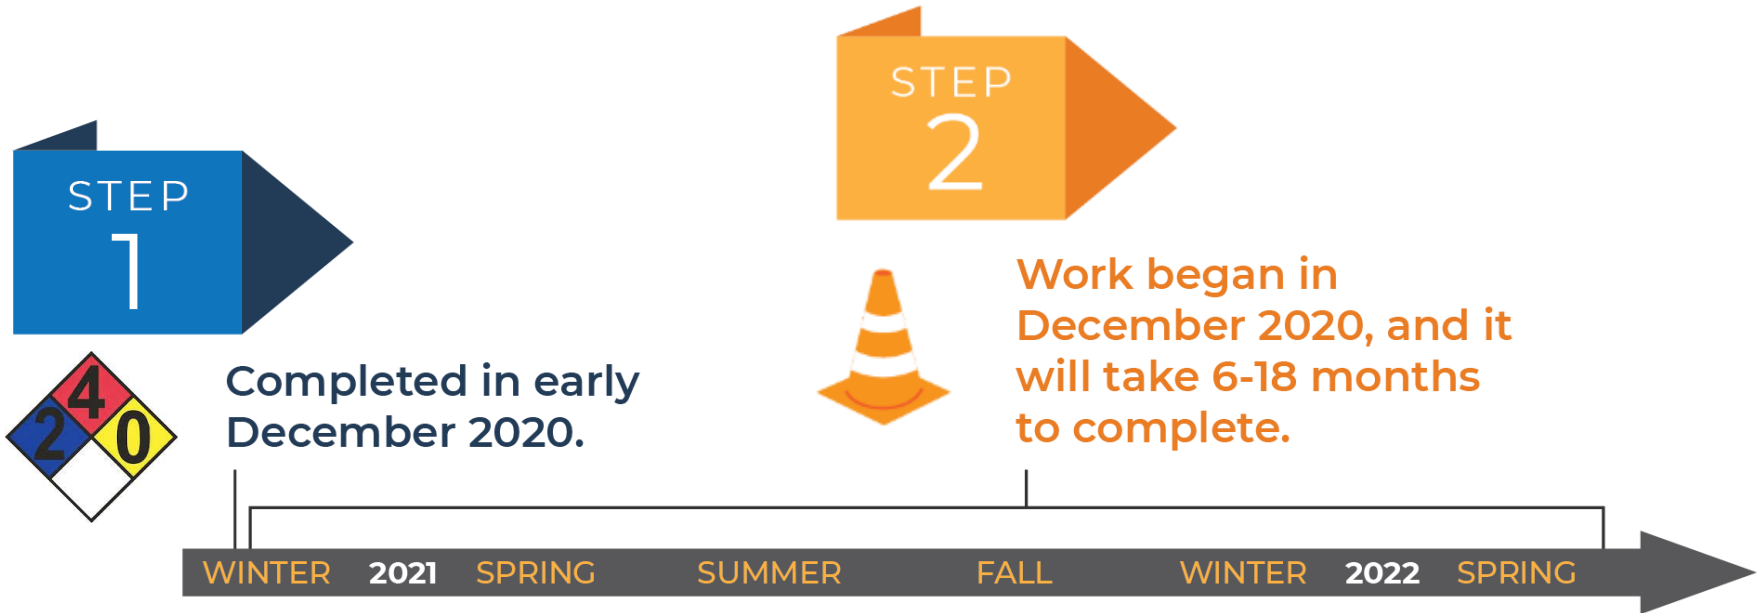 STEP
1
4
2 0
Completed in early
December 2020.
STEP
2
Work began in
December 2020, and it
will take 6-18 months
to complete.
WINTER 2021 SPRING SUMMER FALL WINTER 2022 SPRING